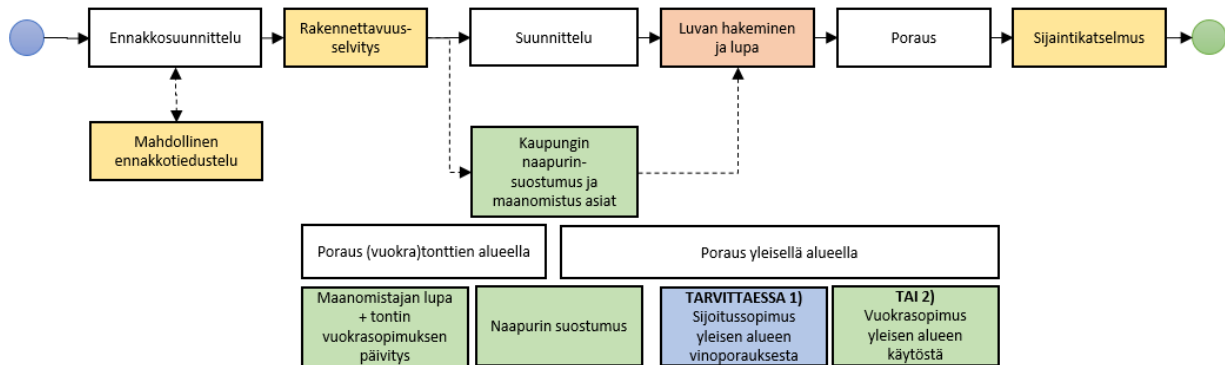 Ennakkosuunnittelu
Rakennettavuus-
selvitys
Suunnittelu
Luvan hakeminen
ja lupa
Poraus
Sijaintikatselmus
Mahdollinen
ennakkotiedustelu
Kaupungin
naapurin-
suostumus ja
maanomistus asiat
Poraus (vuokra)tonttien alueella
Poraus yleisellä alueella
Maanomistajan lupa
+ tontin
vuokrasopimuksen
päivitys
Naapurin suostumus
TARVITTAESSA 1)
Sijoitussopimus
yleisen alueen
vinoporauksesta
TAI 2)
Vuokrasopimus
yleisen alueen
käytöstä